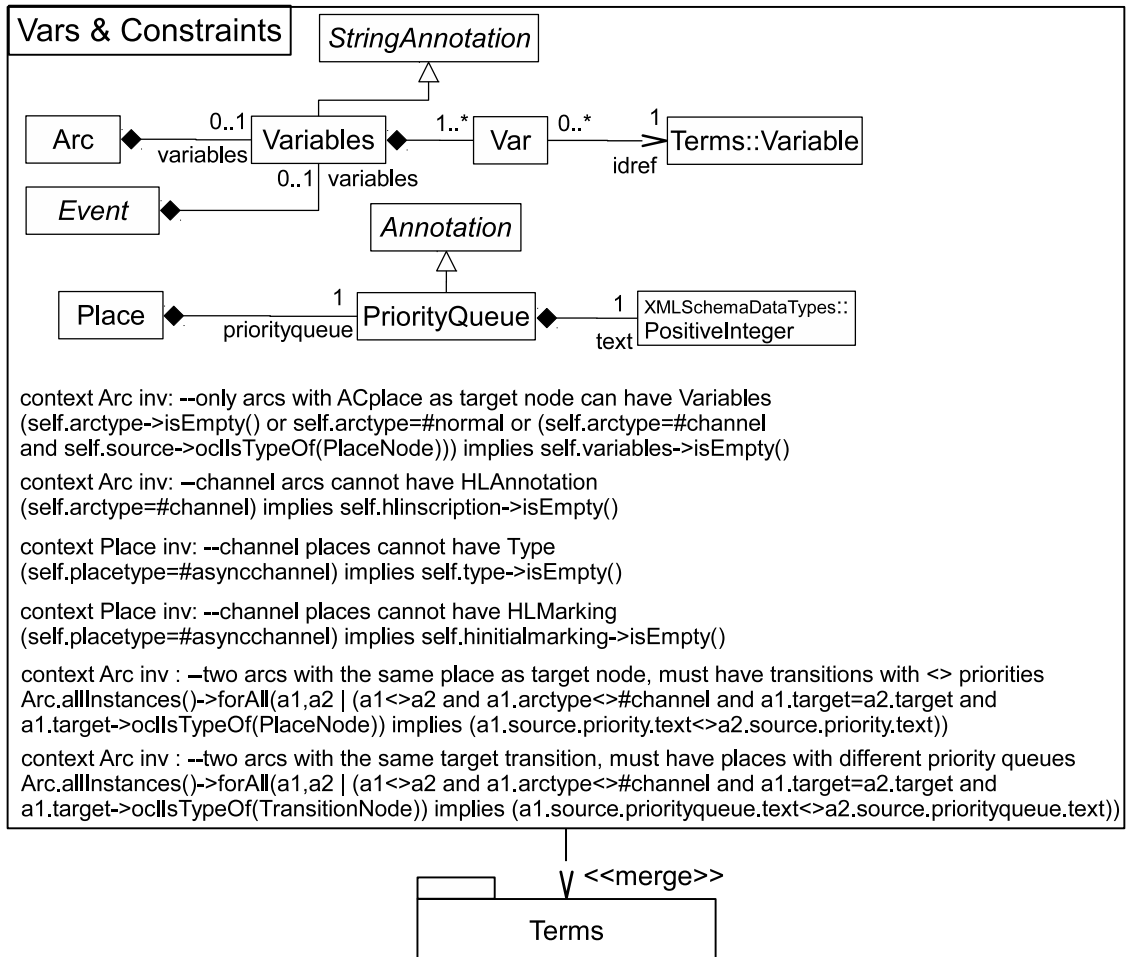 Vars & Constraints
StringAnnotation
Arc
0..1
variables
Variables
1..*
Var
0..*
1
idref
Terms::Variable
0..1 variables
Event
Annotation
Place
1
priorityqueue
PriorityQueue
1
text
XMLSchemaDataTypes::
PositiveInteger
context Arc inv: --only arcs with ACplace as target node can have Variables
(self.arctype->isEmpty() or self.arctype=#normal or (self.arctype=#channel
and self.source->oclIsTypeOf(PlaceNode))) implies self.variables->isEmpty()
context Arc inv: --channel arcs cannot have HLAnnotation
(self.arctype=#channel) implies self.hlinscription->isEmpty()
context Place inv: --channel places cannot have Type
(self.placetype=#asyncchannel) implies self.type->isEmpty()
context Place inv: --channel places cannot have HLMarking
(self.placetype=#asyncchannel) implies self.hinitialmarking->isEmpty()
context Arc inv : --two arcs with the same place as target node, must have transitions with <> priorities
Arc.allInstances()->forAll(a1,a2 | (a1<>a2 and a1.arctype<>#channel and a1.target=a2.target and
a1.target->oclIsTypeOf(PlaceNode)) implies (a1.source.priority.text<>a2.source.priority.text))
context Arc inv : --two arcs with the same target transition, must have places with different priority queues
Arc.allInstances()->forAll(a1,a2 | (a1<>a2 and a1.arctype<>#channel and a1.target=a2.target and
a1.target->oclIsTypeOf(TransitionNode)) implies (a1.source.priorityqueue.text<>a2.source.priorityqueue.text))
<<merge>>
Terms